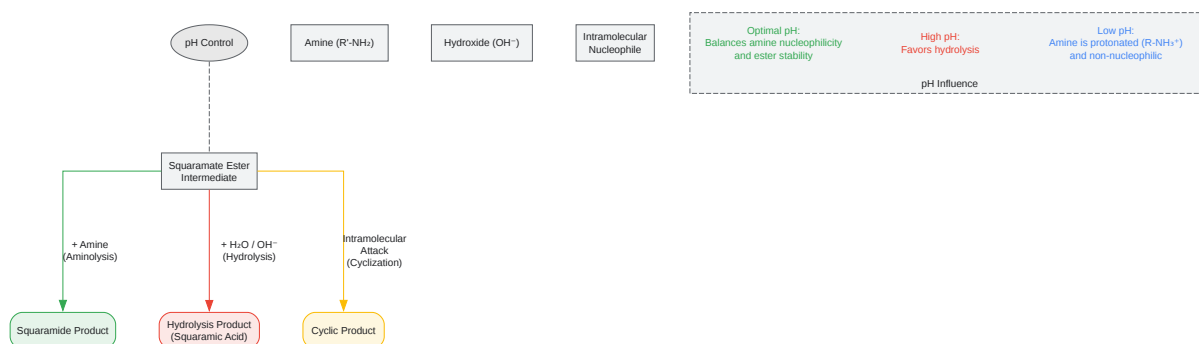 pH Control
Amine (R'-NH₂)
Hydroxide (OH⁻)
Intramolecular
Nucleophile
Optimal pH:
Balances amine nucleophilicity
and ester stability
High pH:
Favors hydrolysis
Low pH:
Amine is protonated (R-NH₃⁺)
and non-nucleophilic
pH Influence
Squaramate Ester
Intermediate
+ Amine
(Aminolysis)
+ H₂O / OH⁻
(Hydrolysis)
Intramolecular
Attack
(Cyclization)
Squaramide Product
Hydrolysis Product
(Squaramic Acid)
Cyclic Product